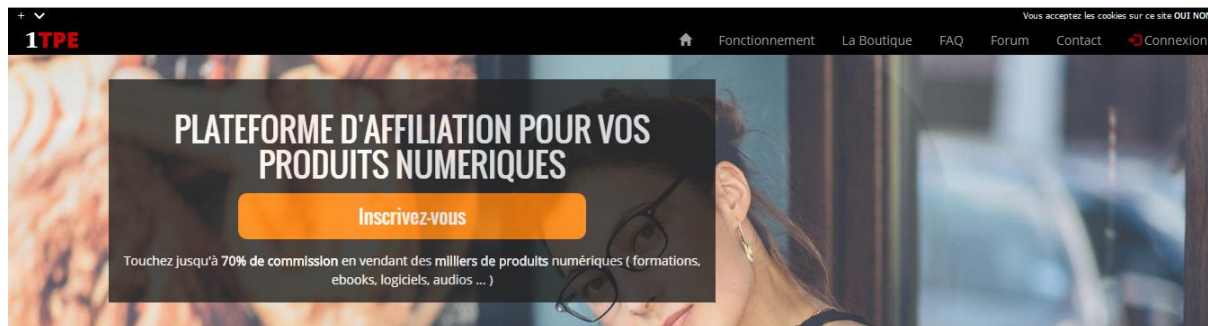 +
Vous acceptez les cookies sur ce site OUI NON
1TPE
Fonctionnement La Boutique FAQ Forum Contact Connexion
PLATEFORME D'AFFILIATION POUR VOS
PRODUITS NUMERIQUES
Inscrivez-vous
Touchez jusqu'à 70% de commission en vendant des milliers de produits numériques ( formations,
ebooks, logiciels, audios ... )